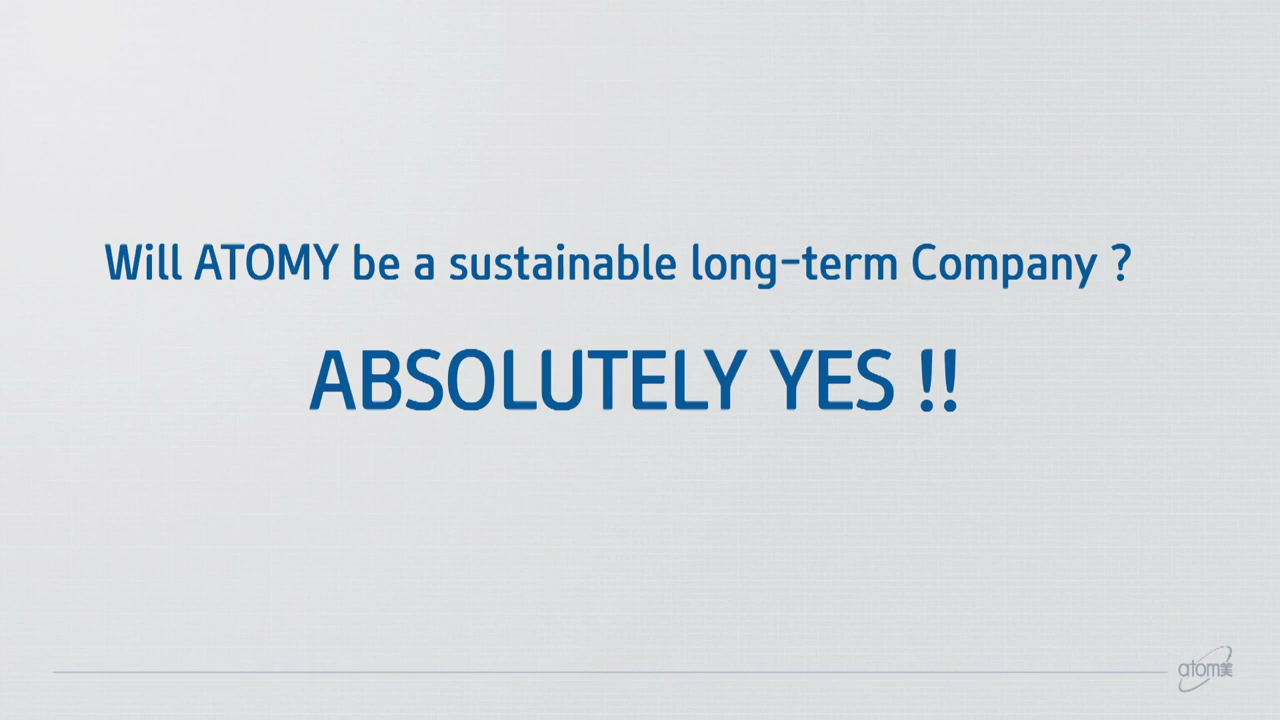 Will ATOMY be a sustainable long-term Company ?
ABSOLUTELY YES !!
atom美